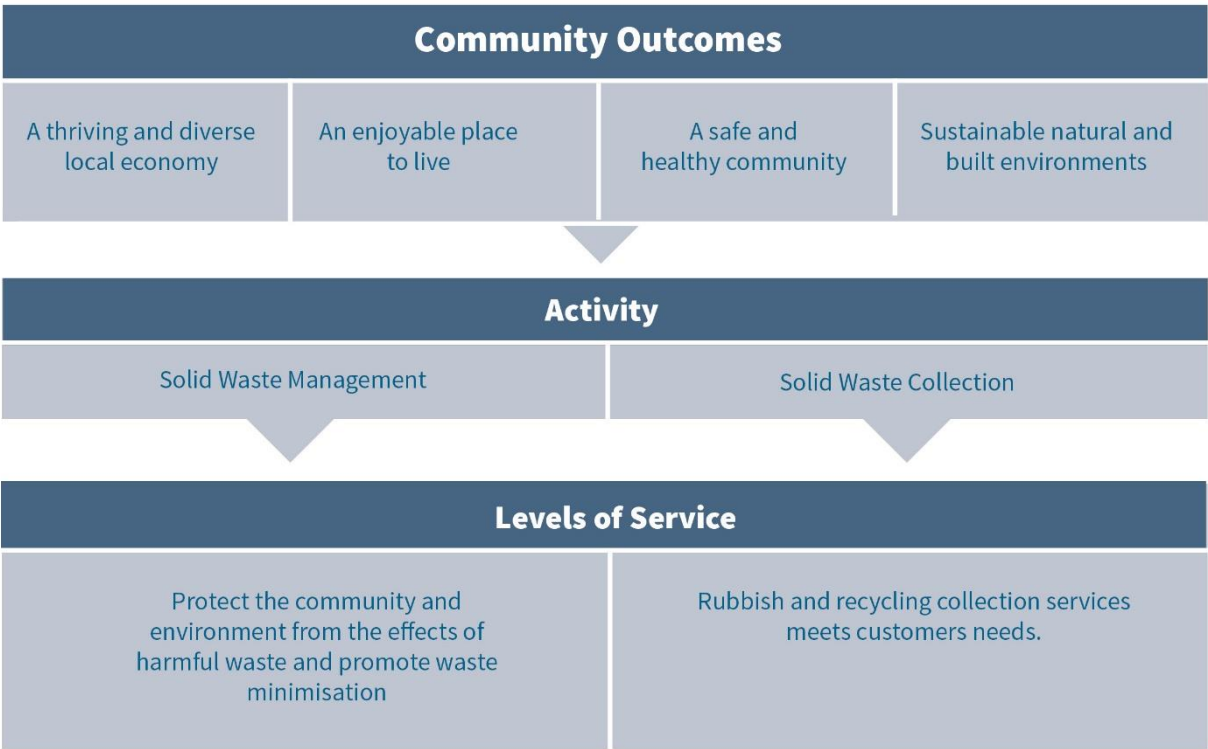 Community Outcomes
A thriving and diverse
local economy
An enjoyable place
to live
A safe and
healthy community
Sustainable natural and
built environments
Activity
Solid Waste Management
Solid Waste Collection
Levels of Service
Protect the community and
environment from the effects of
harmful waste and promote waste
minimisation
Rubbish and recycling collection services
meets customers needs.